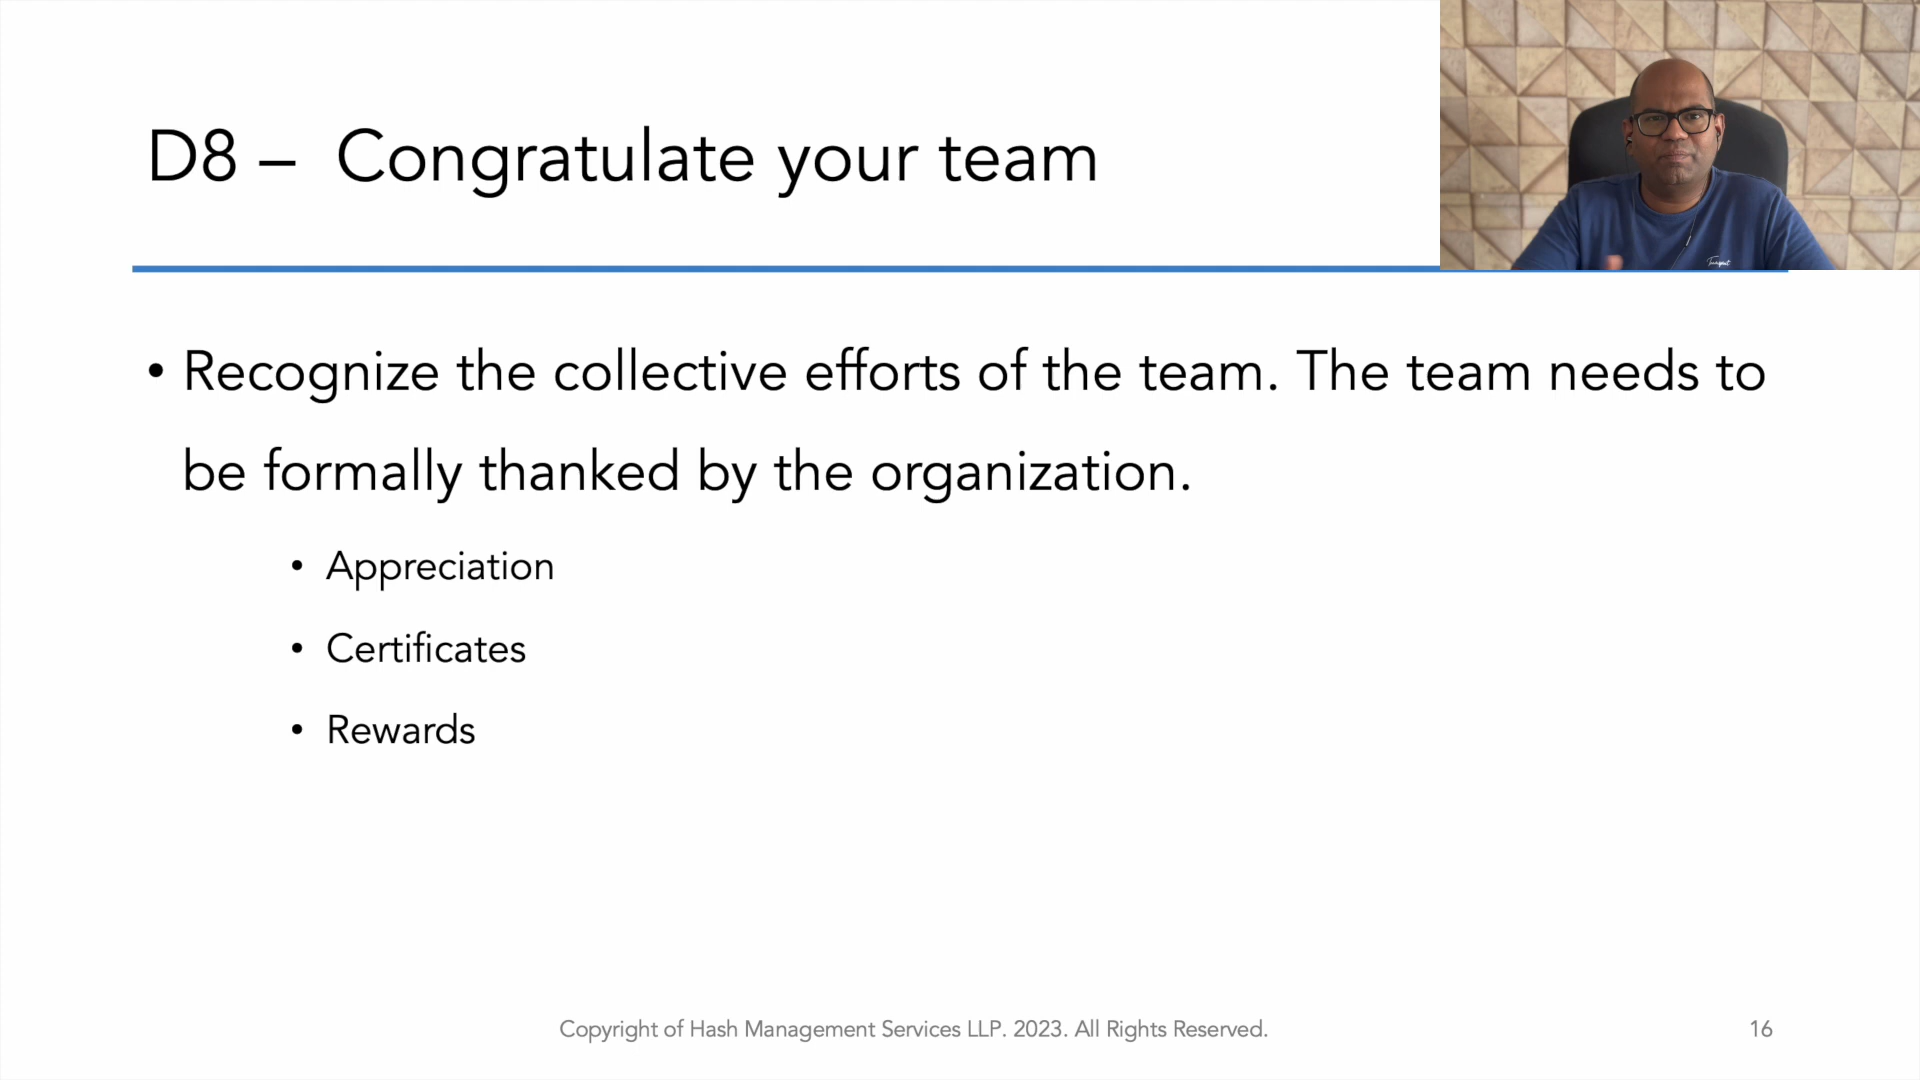 D8 – Congratulate your team
• Recognize the collective efforts of the team. The team needs to
be formally thanked by the organization.
• Appreciation
• Certificates
• Rewards
Copyright of Hash Management Services LLP. 2023. All Rights Reserved.
16